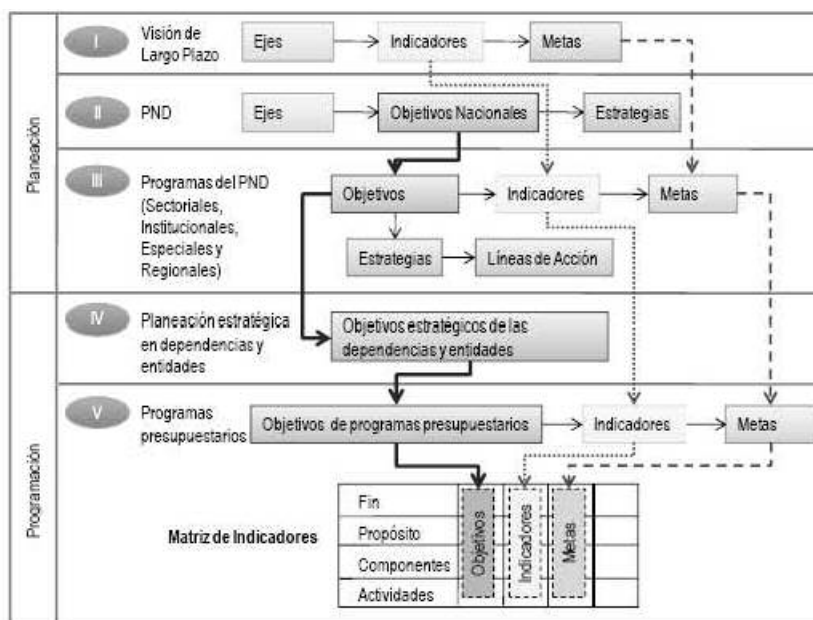 Planeación
I
Visión de
Largo Plazo
Ejes
Indicadores
Metas
II
PND
Ejes
Objetivos Nacionales
Estrategias
III
Programas del PND
(Sectoriales,
Institucionales,
Especiales y
Regionales)
Objetivos
Indicadores
Metas
Estrategias
Líneas de Acción
Programación
IV
Planeación estratégica
en dependencias y
entidades
Objetivos estratégicos de las
dependencias y entidades
V
Programas
presupuestarios
Objetivos de programas presupuestarios
Indicadores
Metas
Matriz de Indicadores
Fin
Propósito
Componentes
Actividades
Objetivos
Indicadores
Metas